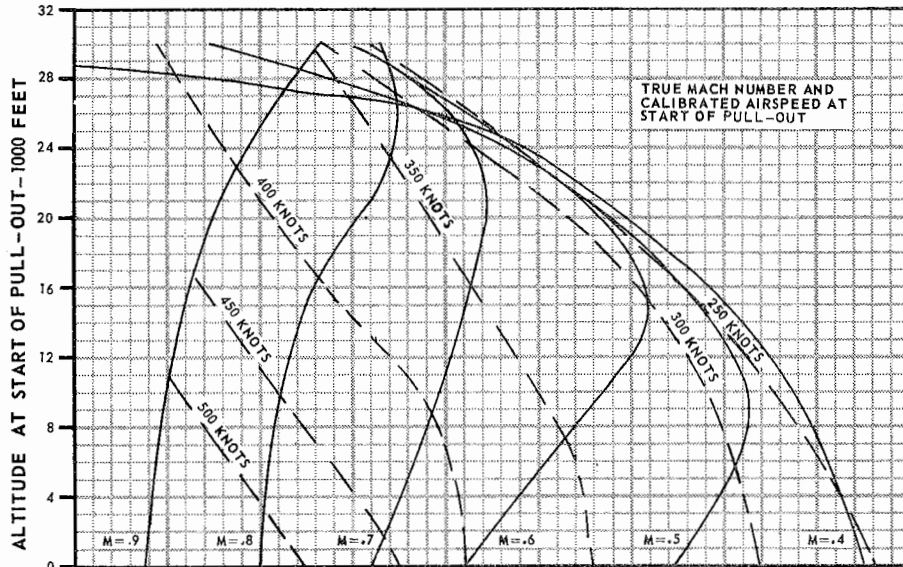 32
28
24
20
16
12
8
4
0
ALTITUDE AT START OF PULL-OUT-1000 FEET
TRUE MACH NUMBER AND
CALIBRATED AIRSPEED AT
START OF PULL-OUT
400 KNOTS
350 KNOTS
450 KNOTS
500 KNOTS
300 KNOTS
250 KNOTS
M=.9
M=.8
M=.7
M=.6
M=.5
M=.4